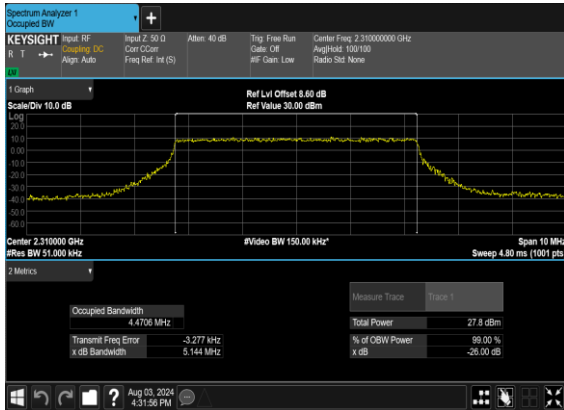 Spectrum Analyzer 1
Occupied BW
+
KEYSIGHT Input: RF Input Z: 50 Ω Atten: 40 dB Trig: Free Run Center Freq: 2.310000000 GHz
R T Coupling: DC Corr CCorr Gate: Off Avg|Hold: 100/100
Align: Auto Freq Ref: Int (S) #IF Gain: Low Radio Std: None
1 Graph
Ref Lvl Offset 8.60 dB
Scale/Div 10.0 dB Ref Value 30.00 dBm
Log
20.0
10.0
0.00
-10.0
-20.0
-30.0
-40.0
-50.0
-60.0
Center 2.310000 GHz #Video BW 150.00 kHz* Span 10 MHz
#Res BW 51.000 kHz Sweep 4.80 ms (1001 pts
2 Metrics
Measure Trace Trace 1
Occupied Bandwidth
4.4706 MHz
Total Power 27.8 dBm
Transmit Freq Error -3.277 kHz % of OBW Power 99.00 %
x dB Bandwidth 5.144 MHz x dB -26.00 dB
?
Aug 03, 2024
4:31:56 PM